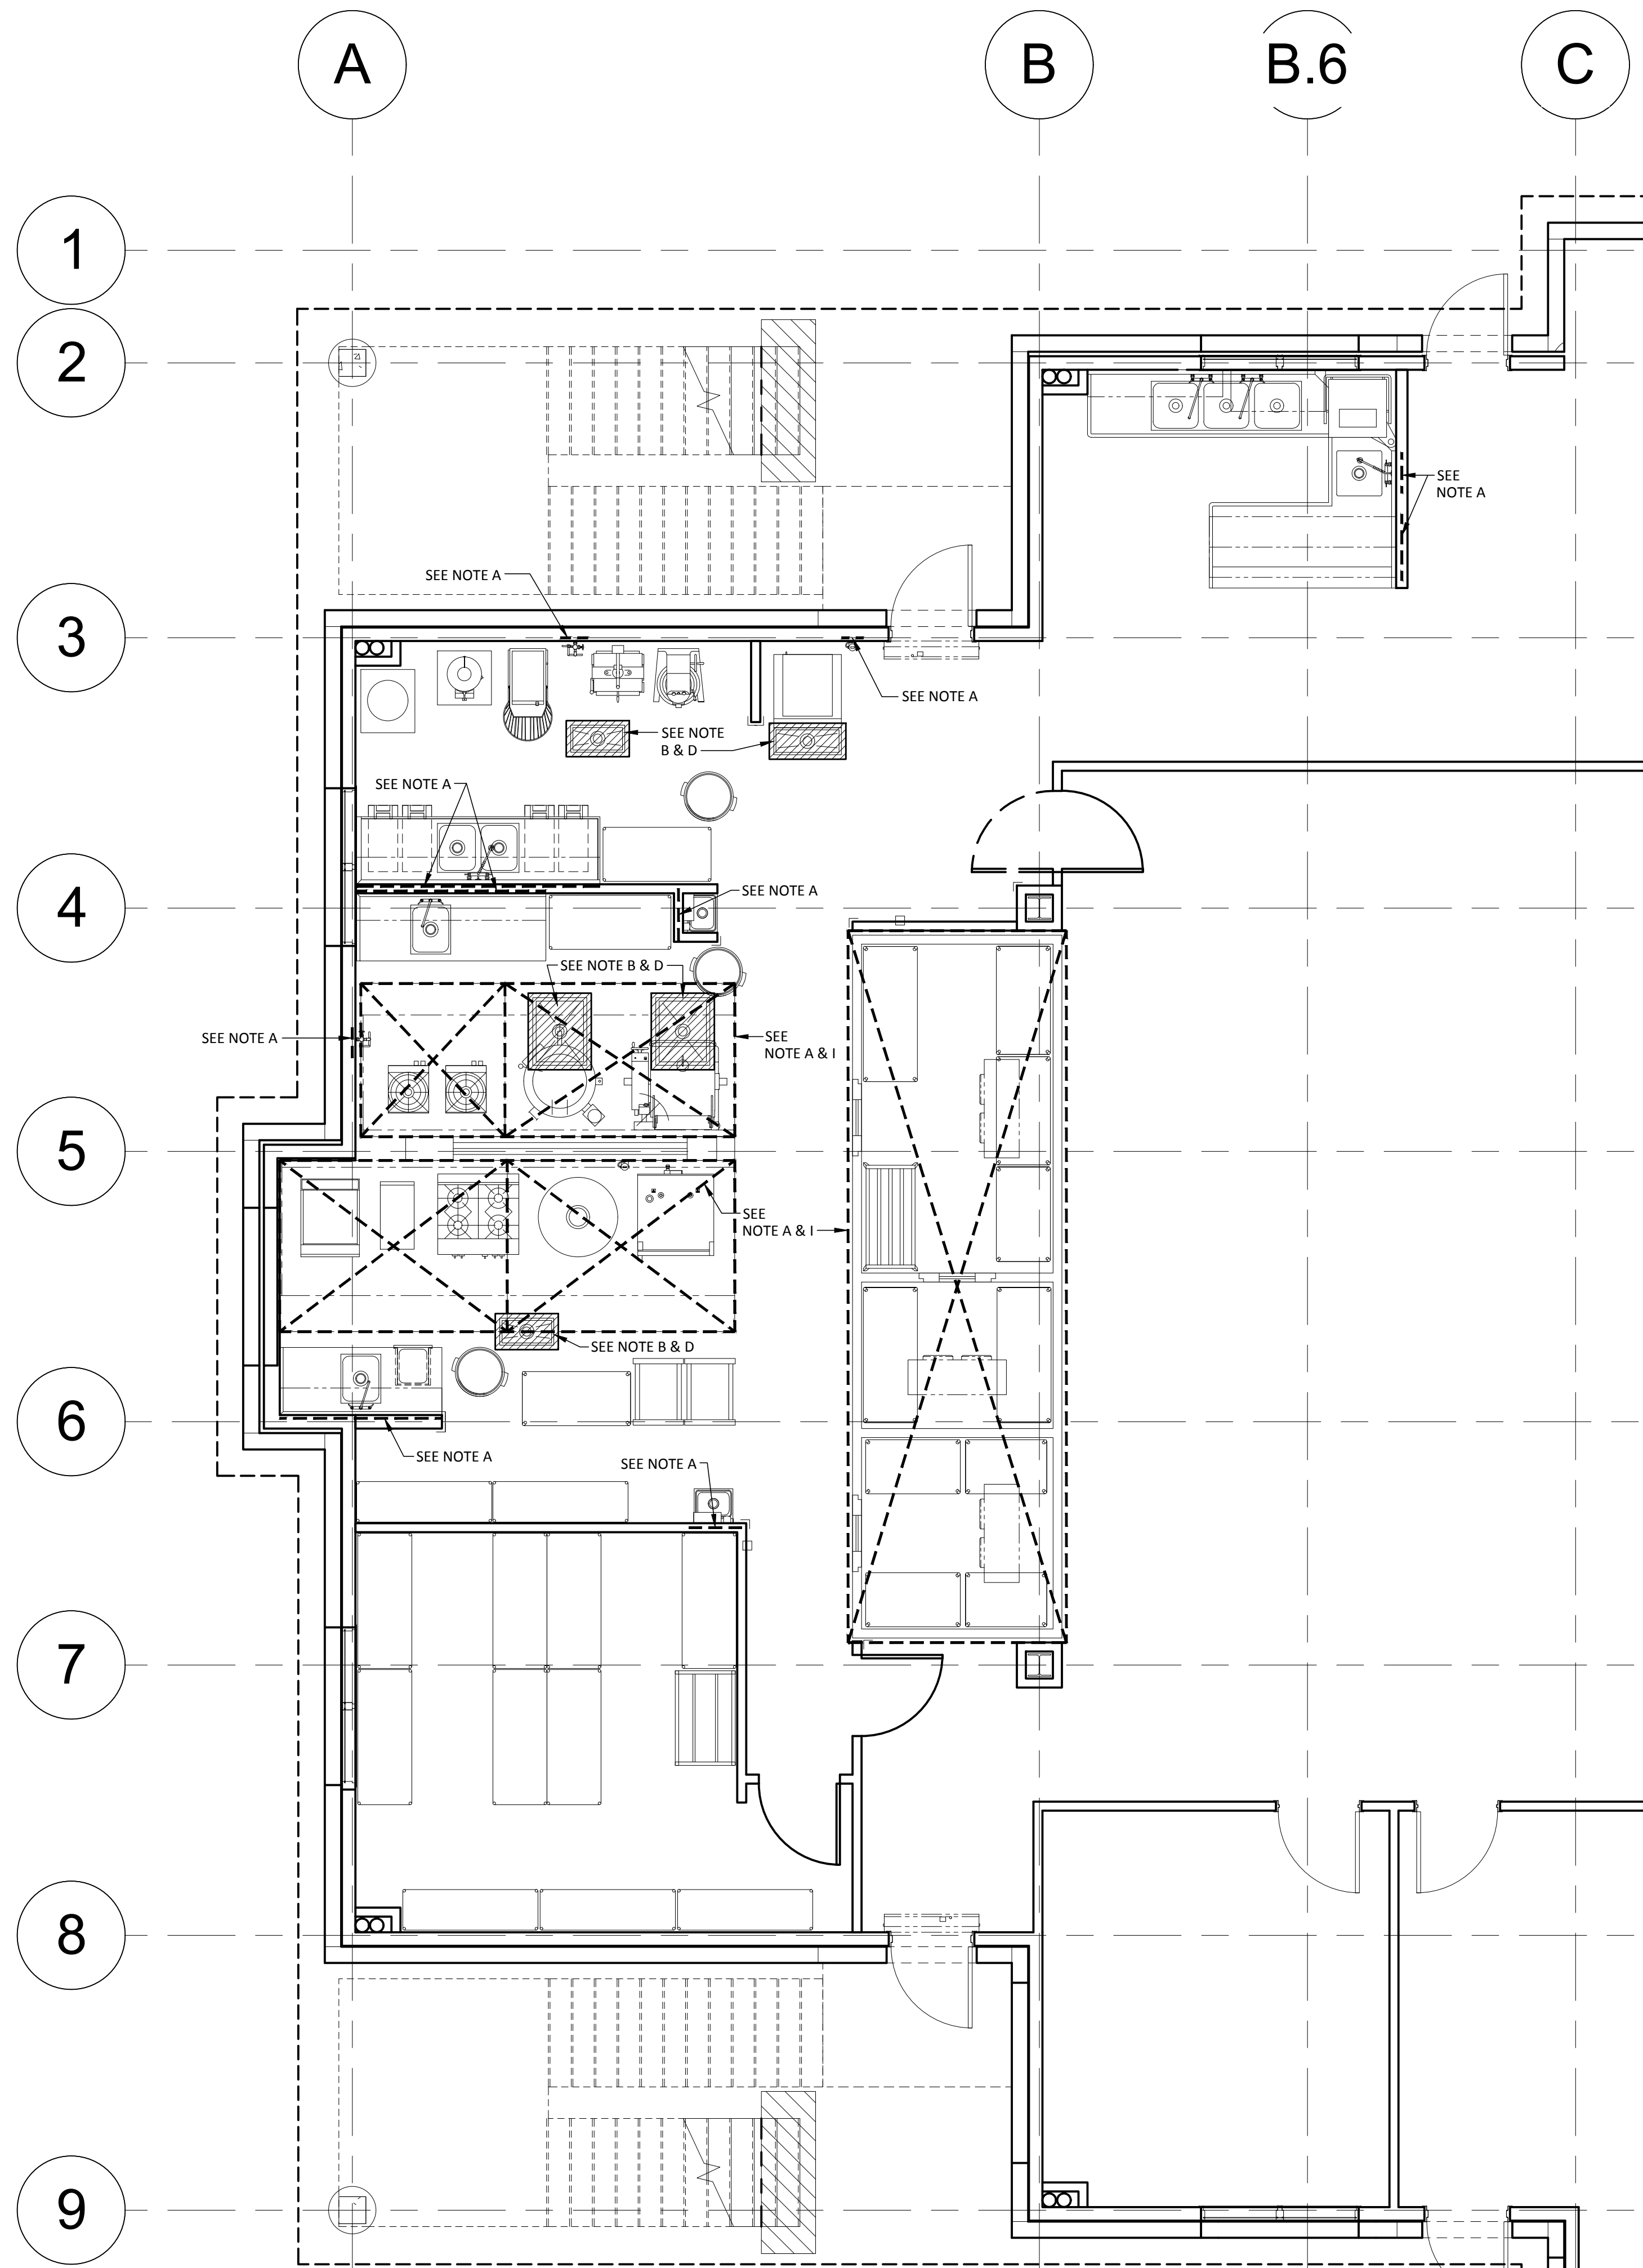 A
B
B.6
C
1
2
SEE
NOTE A
SEE NOTE A
3
SEE NOTE A
SEE NOTE
B & D
SEE NOTE A
SEE NOTE A
4
SEE NOTE B & D
SEE NOTE A
SEE
NOTE A & I
5
SEE
NOTE A & I
SEE NOTE B & D
6
SEE NOTE A
SEE NOTE A
7
8
9